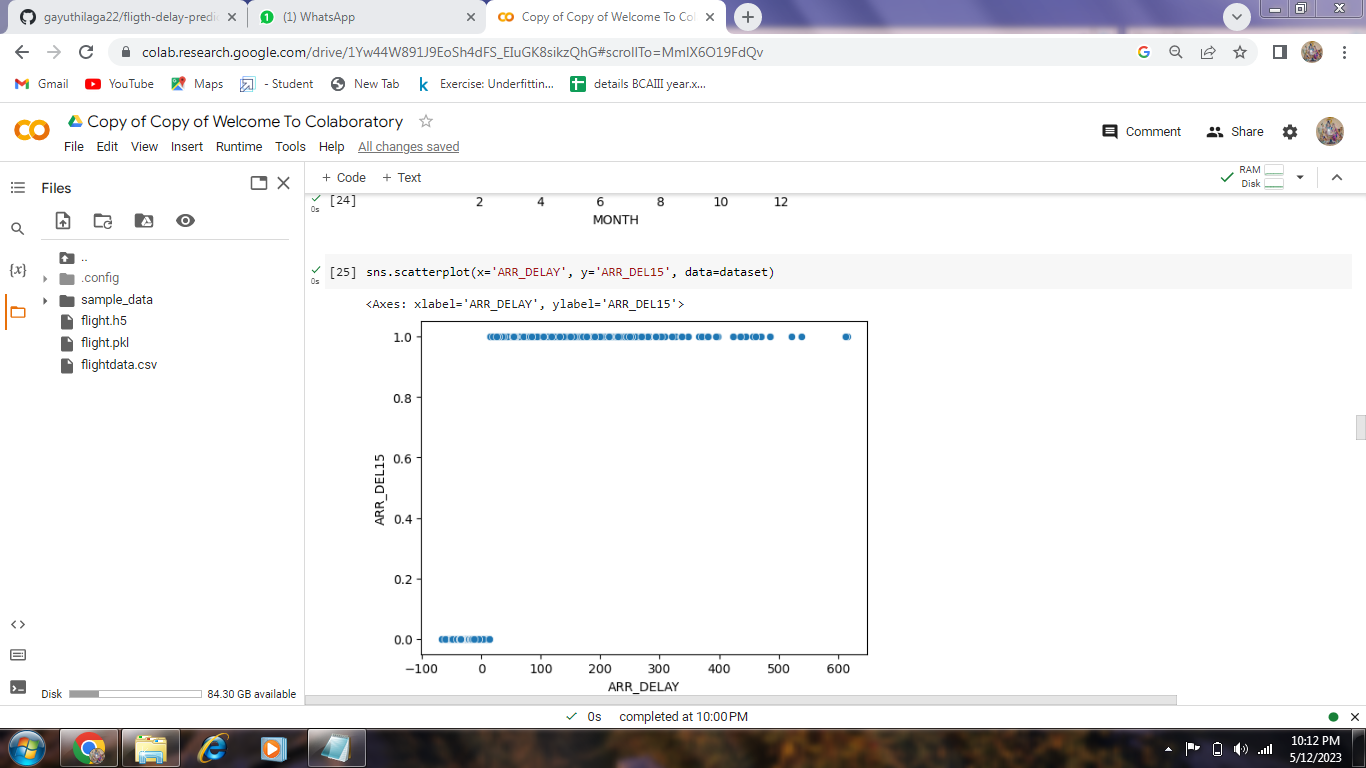 gayuthilaga22/fligth-delay-predi
(1) WhatsApp
Copy of Copy of Welcome To Col
colab.research.google.com/drive/1Yw44W891J9EoSh4dFS_EIuGK8sikzQhG#scrollTo=MmIX6O19FdQv
Gmail
YouTube
Maps
- Student
New Tab
Exercise: Underfittin...
details BCAIII year.x...
Copy of Copy of Welcome To Colaboratory
Comment
Share
File Edit View Insert Runtime Tools Help All changes saved
Files
+ Code + Text
RAM
Disk
..
.config
sample_data
flight.h5
flight.pkl
flightdata.csv
{x}
<>
Disk
84.30 GB available
0s
[24]
2 4 6 8 10 12
MONTH
0s
[25] sns.scatterplot(x='ARR_DELAY', y='ARR_DEL15', data=dataset)
<Axes: xlabel='ARR_DELAY', ylabel='ARR_DEL15'>
1.0
0.8
0.6
0.4
0.2
0.0
ARR_DEL15
−100 0 100 200 300 400 500 600
ARR_DELAY
0s completed at 10:00 PM
10:12 PM
5/12/2023